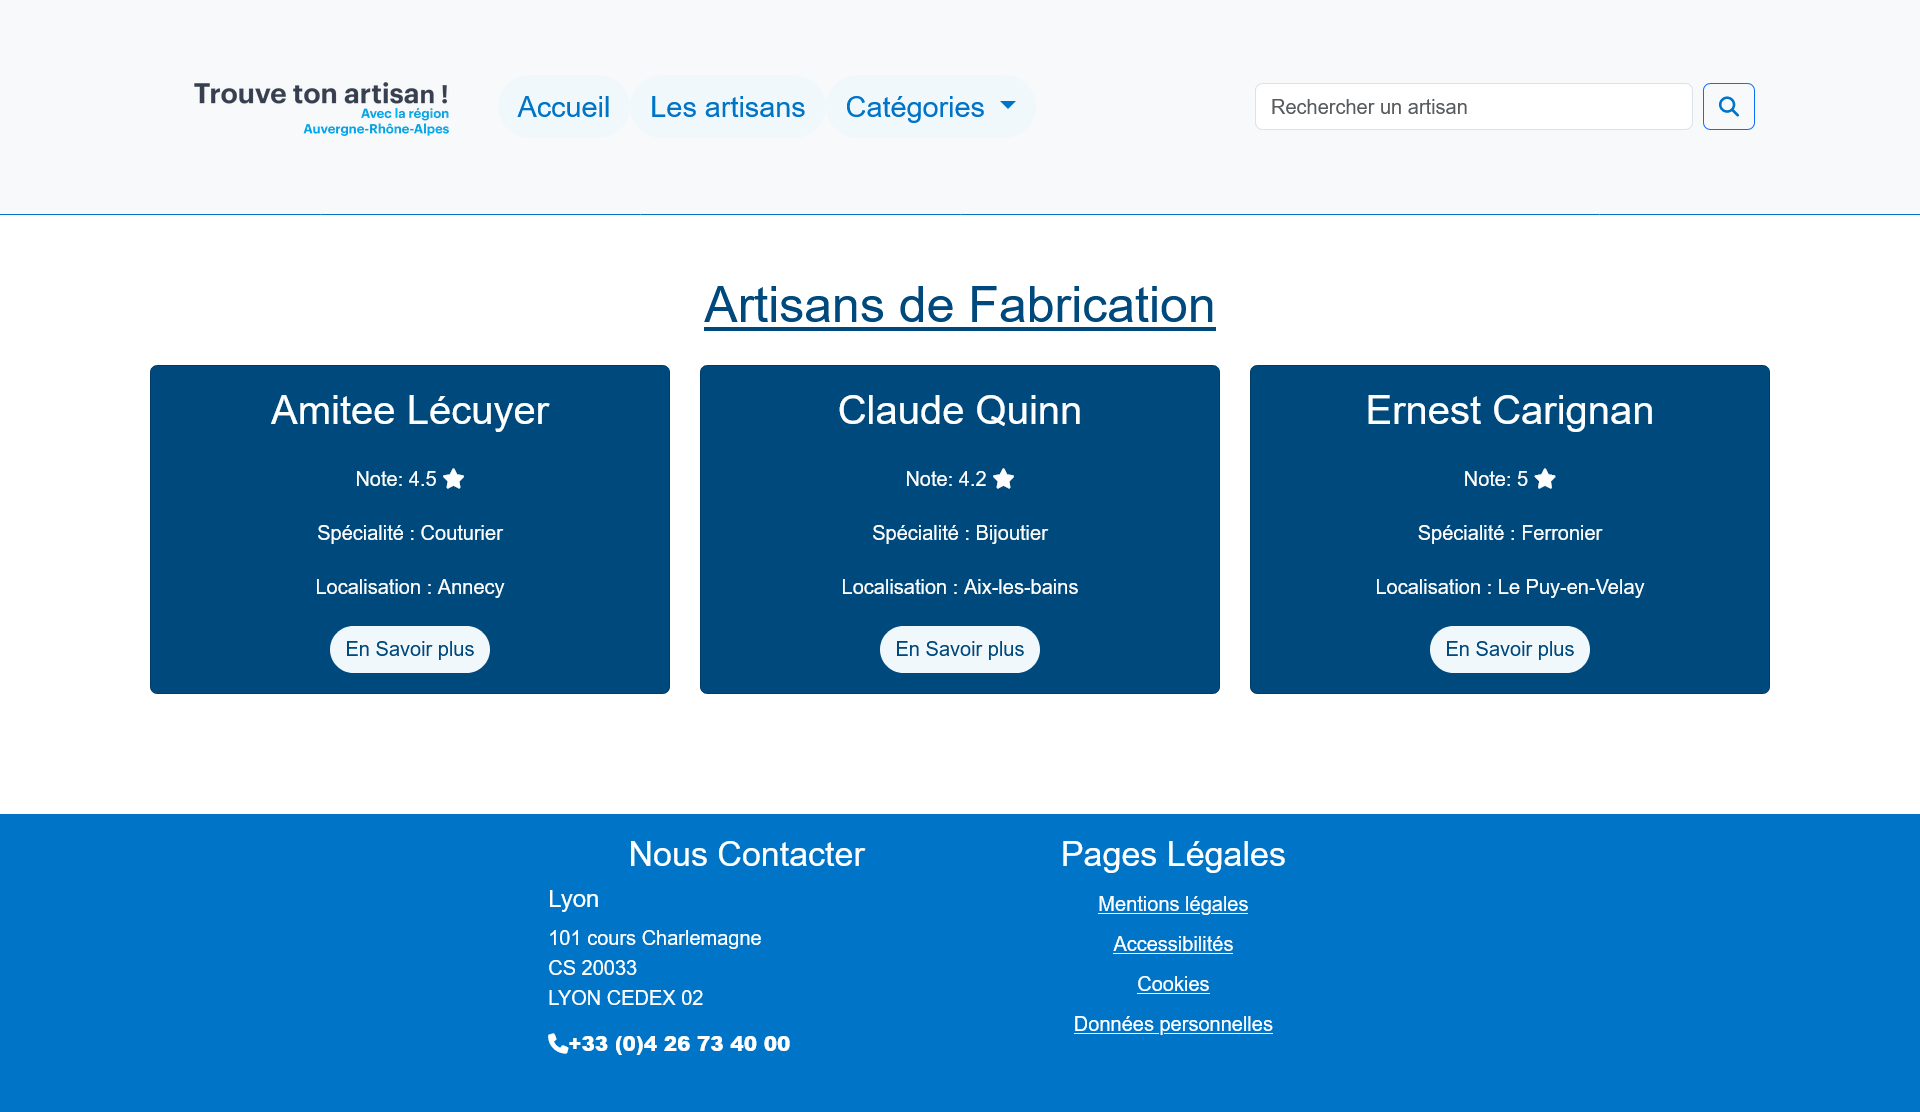 Trouve ton artisan !
Avec la région
Auvergne-Rhône-Alpes
Accueil
Les artisans
Catégories
Rechercher un artisan
Artisans de Fabrication
Amitee Lécuyer
Note: 4.5
Spécialité : Couturier
Localisation : Annecy
En Savoir plus
Claude Quinn
Note: 4.2
Spécialité : Bijoutier
Localisation : Aix-les-bains
En Savoir plus
Ernest Carignan
Note: 5
Spécialité : Ferronier
Localisation : Le Puy-en-Velay
En Savoir plus
Nous Contacter
Lyon
101 cours Charlemagne
CS 20033
LYON CEDEX 02
+33 (0)4 26 73 40 00
Pages Légales
Mentions légales
Accessibilités
Cookies
Données personnelles